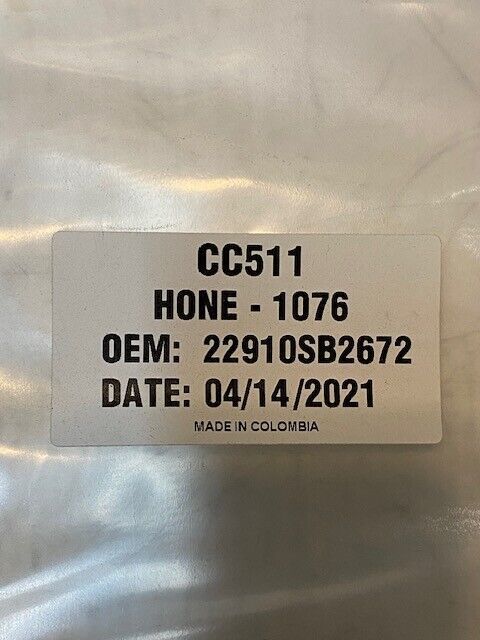 CC511
HONE - 1076
OEM: 22910SB2672
DATE: 04/14/2021
MADE IN COLOMBIA